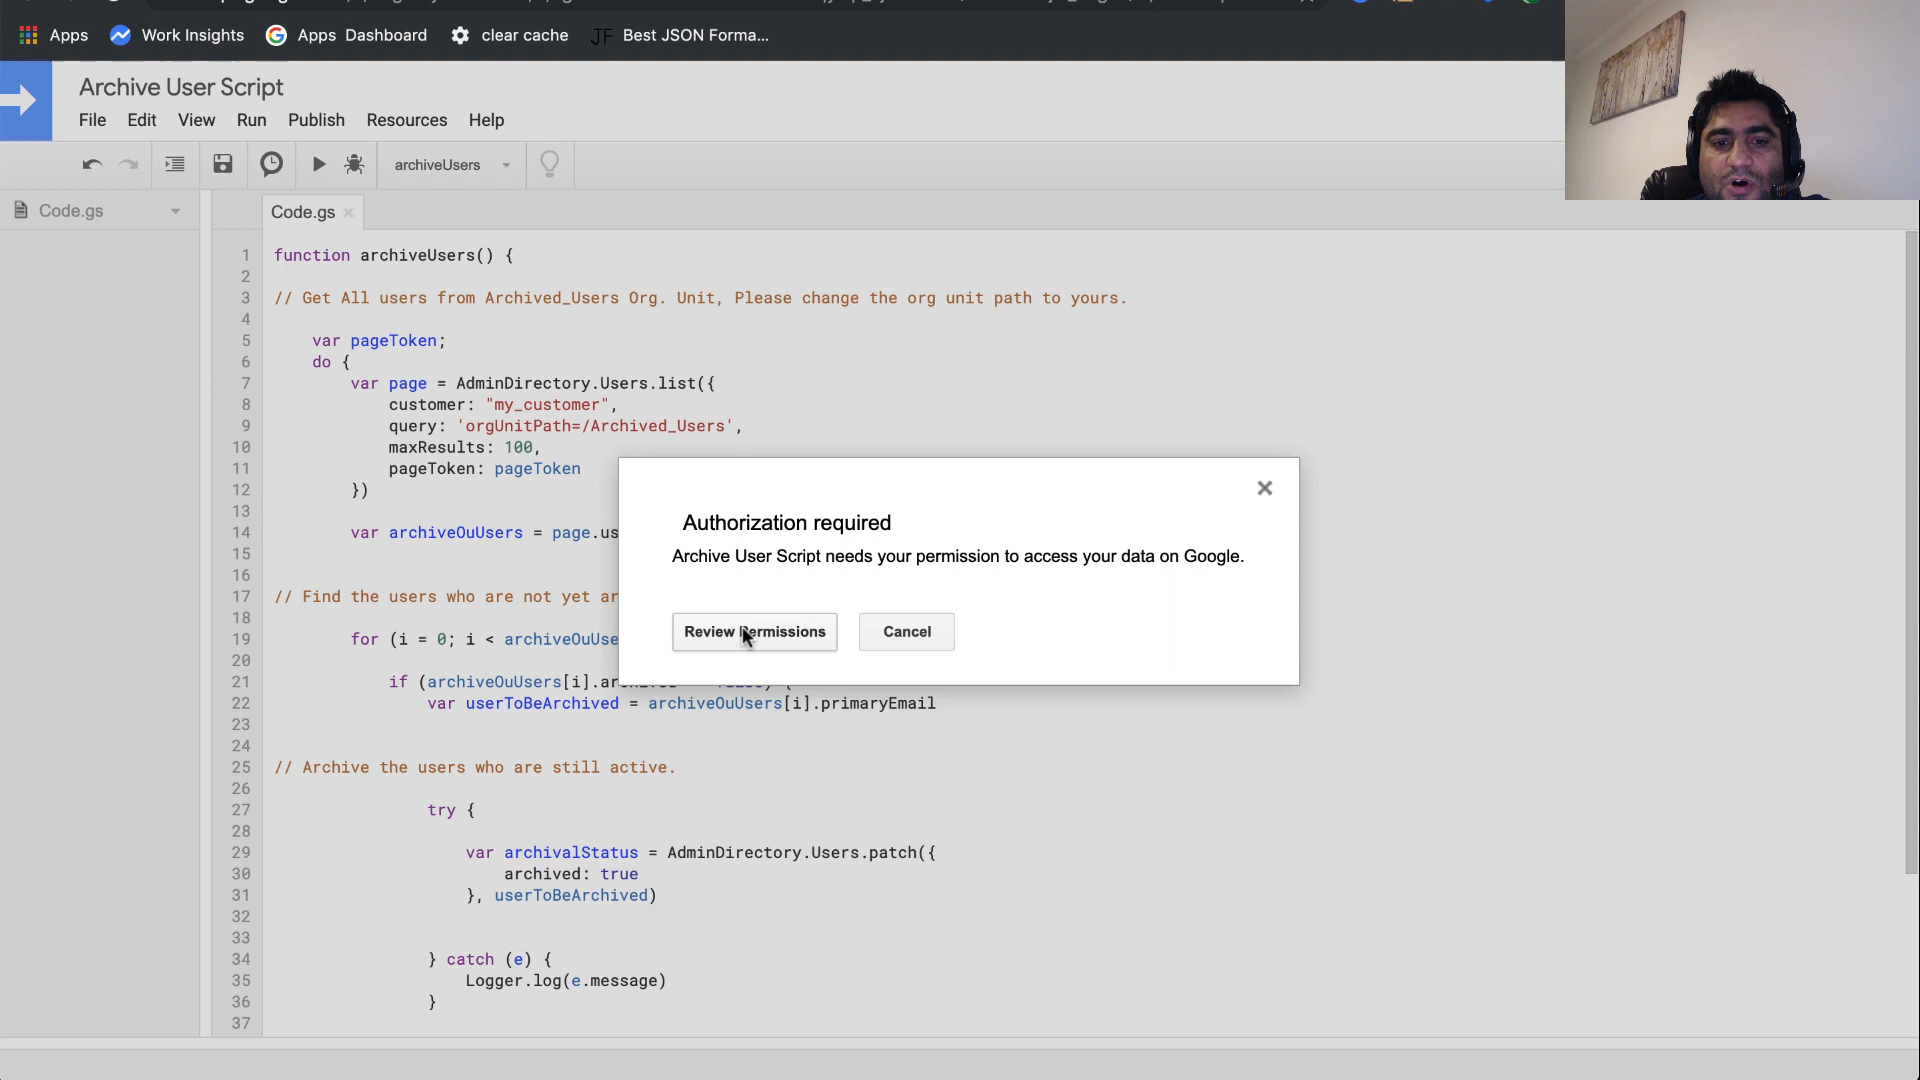 Apps Work Insights Apps Dashboard clear cache JF Best JSON Forma...
Archive User Script
File Edit View Run Publish Resources Help
archiveUsers
Code.gs
Code.gs
1 function archiveUsers() {
2
3 // Get All users from Archived_Users Org. Unit, Please change the org unit path to yours.
4
5 var pageToken;
6 do {
7 var page = AdminDirectory.Users.list({
8 customer: "my_customer",
9 query: 'orgUnitPath=/Archived_Users',
10 maxResults: 100,
11 pageToken: pageToken
12 })
13
14 var archiveOuUsers = page.us
15
16
17 // Find the users who are not yet ar
18
19 for (i = 0; i < archiveOuUse
20
21 if (archiveOuUsers[i].ar
22 var userToBeArchived = archiveOuUsers[i].primaryEmail
23
24
25 // Archive the users who are still active.
26
27 try {
28
29 var archivalStatus = AdminDirectory.Users.patch({
30 archived: true
31 }, userToBeArchived)
32
33
34 } catch (e) {
35 Logger.log(e.message)
36 }
37
Authorization required
Archive User Script needs your permission to access your data on Google.
Review Permissions Cancel